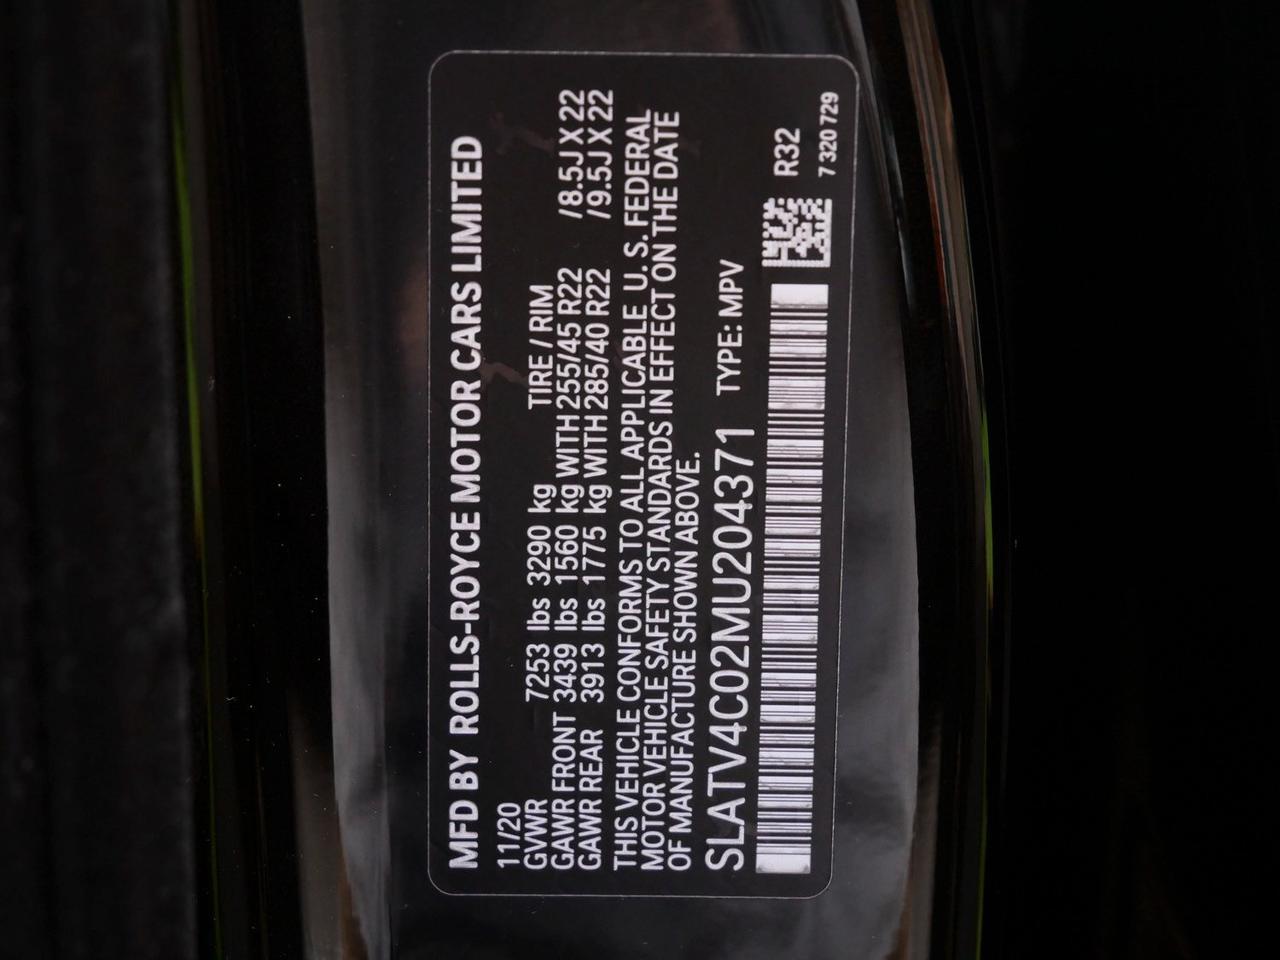 MFD BY ROLLS-ROYCE MOTOR CARS LIMITED
11/20
GVWR 7253 lbs 3290 kg TIRE / RIM
GAWR FRONT 3439 lbs 1560 kg WITH 255/45 R22 / 8.5J X 22
GAWR REAR 3913 lbs 1775 kg WITH 285/40 R22 / 9.5J X 22
THIS VEHICLE CONFORMS TO ALL APPLICABLE U. S. FEDERAL
MOTOR VEHICLE SAFETY STANDARDS IN EFFECT ON THE DATE
OF MANUFACTURE SHOWN ABOVE.
SLATV4C02MU204371 TYPE: MPV
R32
7 320 729